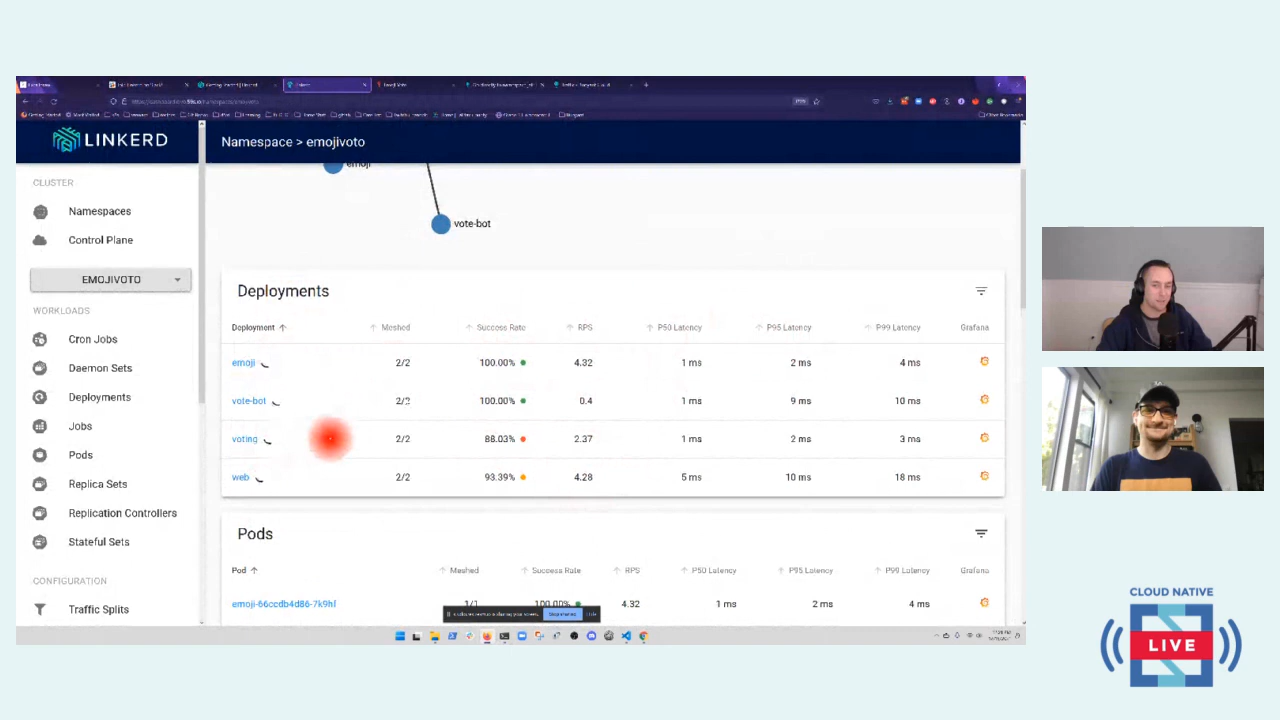 LINKERD
Namespace > emojivoto
CLUSTER
Namespaces
Control Plane
EMOJIVOTO
WORKLOADS
Cron Jobs
Daemon Sets
Deployments
Jobs
Pods
Replica Sets
Replication Controllers
Stateful Sets
CONFIGURATION
Traffic Splits
emoji
vote-bot
Deployments
Deployment Meshed Success Rate RPS P50 Latency P95 Latency P99 Latency Grafana
emoji 2/2 100.00% 4.32 1 ms 2 ms 4 ms
vote-bot 2/2 100.00% 0.4 1 ms 9 ms 10 ms
voting 2/2 88.03% 2.37 1 ms 2 ms 3 ms
web 2/2 93.39% 4.28 5 ms 10 ms 18 ms
Pods
Pod Meshed Success Rate RPS P50 Latency P95 Latency P99 Latency Grafana
emoji-66ccdb4d86-7k9hl 1/1 100.00% 4.32 1 ms 2 ms 4 ms
CLOUD NATIVE
LIVE